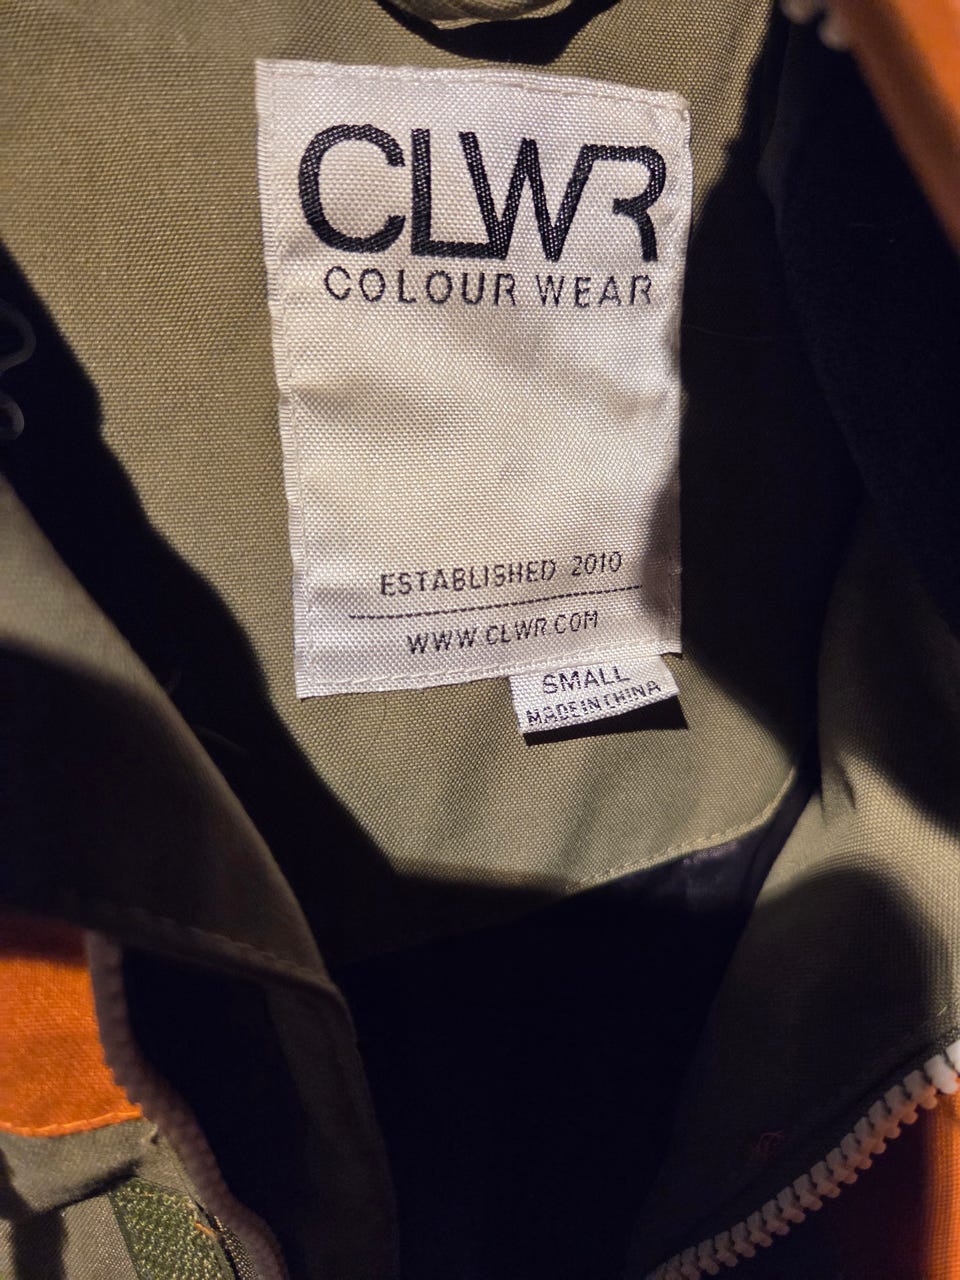 CLWR
COLOUR WEAR
ESTABLISHED 2010
WWW.CLWR.COM
SMALL
MADE IN CHINA